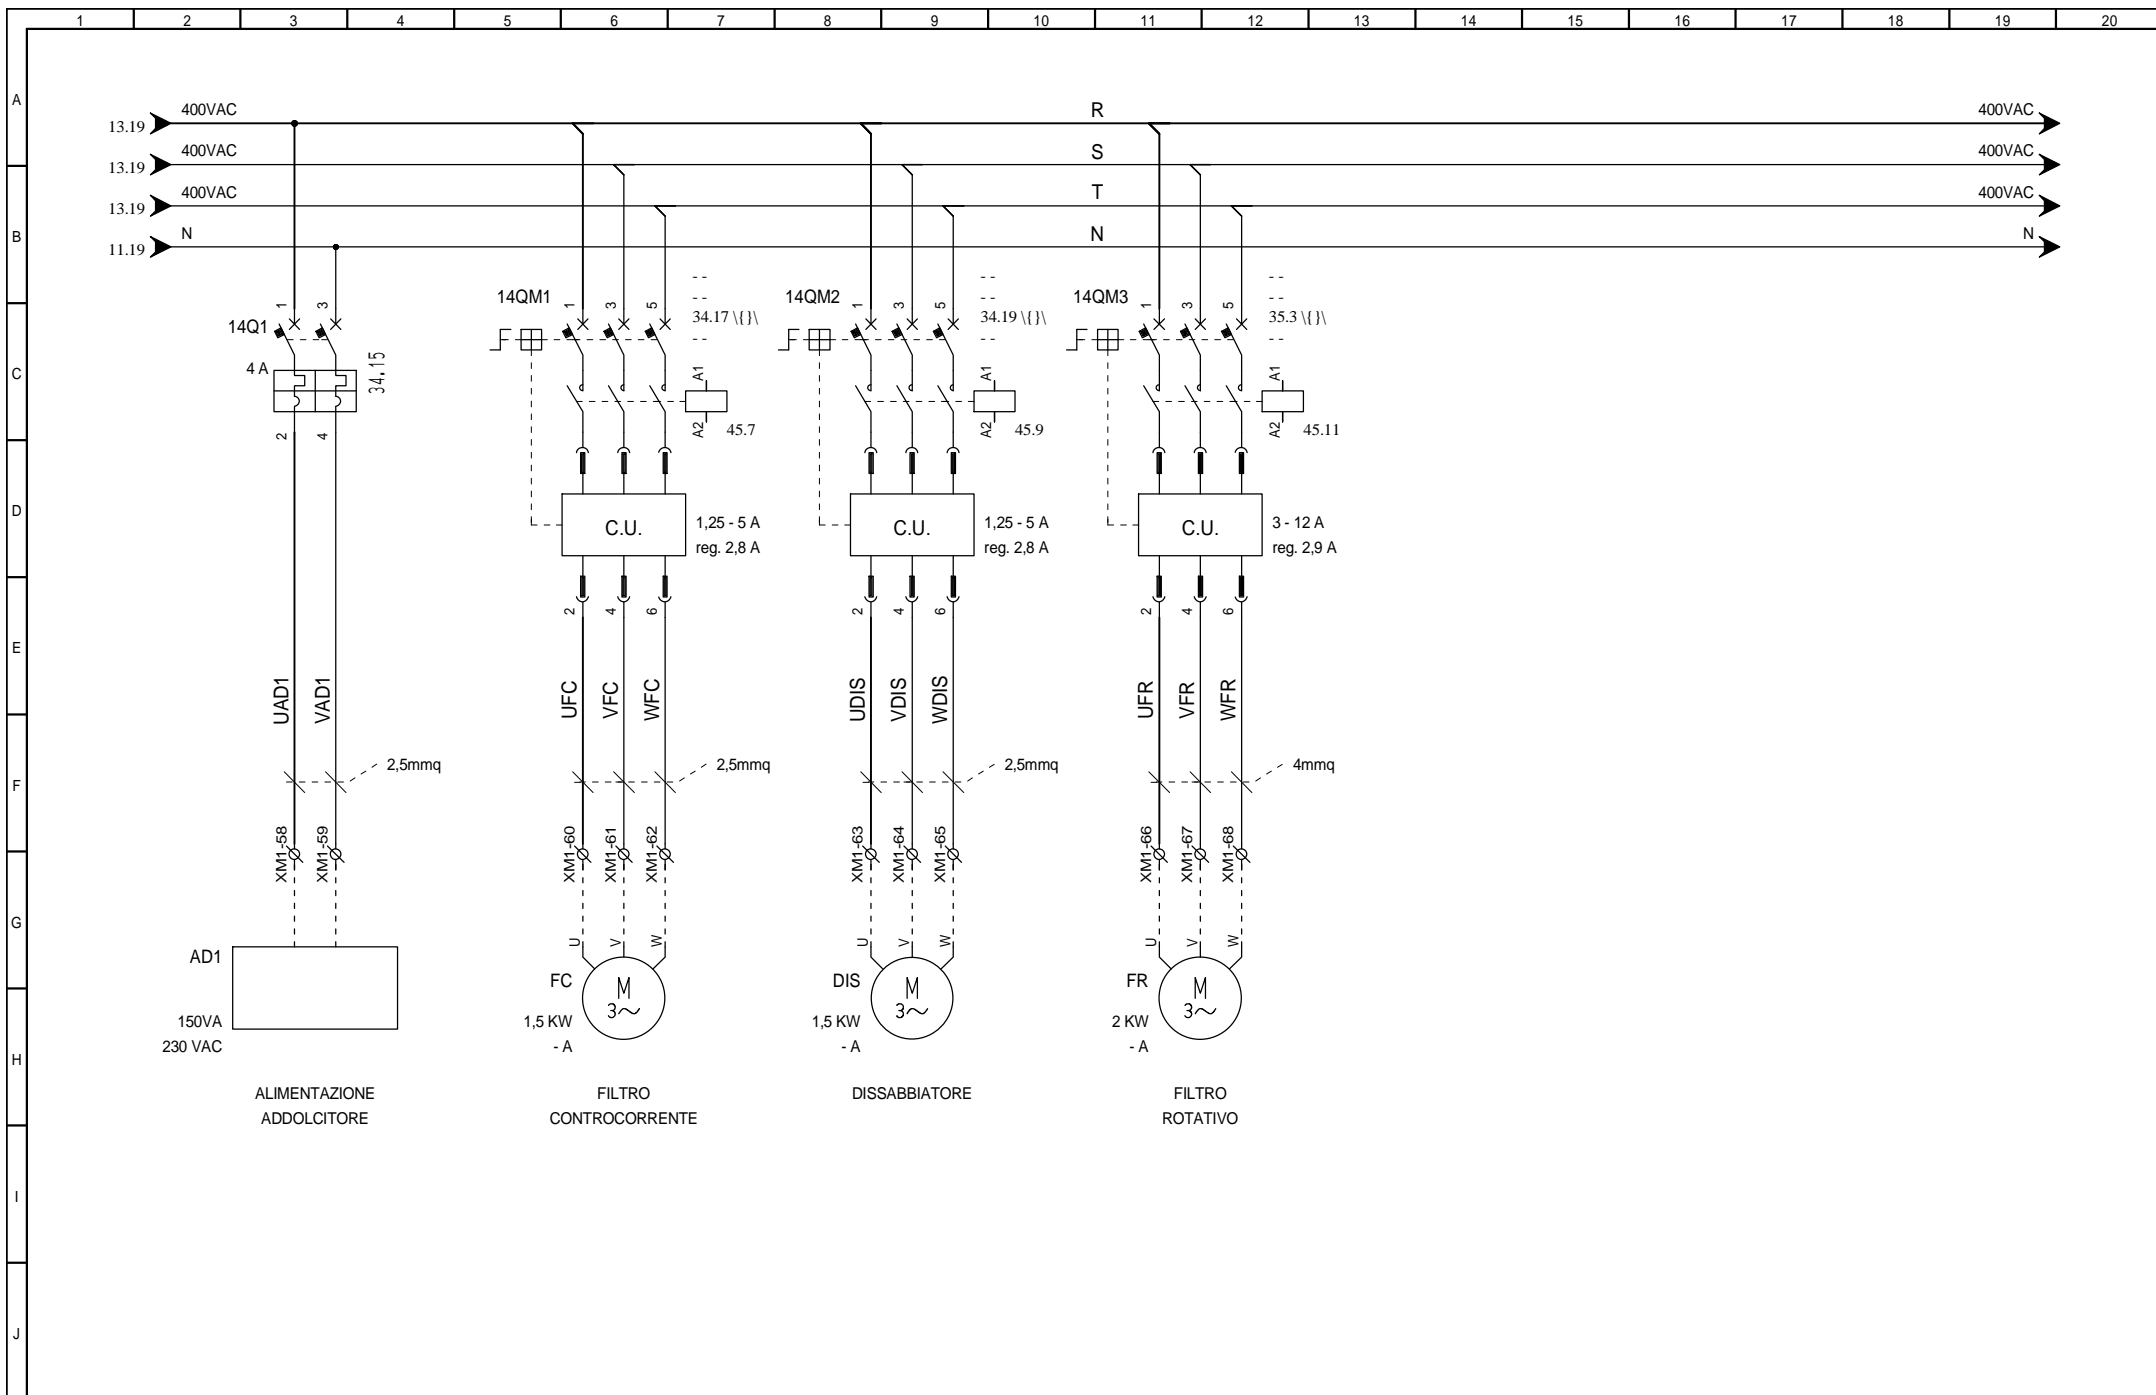 1 2 3 4 5 6 7 8 9 10 11 12 13 14 15 16 17 18 19 20
A
B
C
D
E
F
G
H
I
J
13.19 400VAC R 400VAC
13.19 400VAC S 400VAC
13.19 400VAC T 400VAC
11.19 N N N
14Q1
1 3
4 A
34.15
2 4
14QM1
1 3 5
- -
- -
34.17 \{}\
- -
A1
A2
45.7
C.U.
1,25 - 5 A
reg. 2,8 A
2 4 6
14QM2
1 3 5
- -
- -
34.19 \{}\
- -
A1
A2
45.9
C.U.
1,25 - 5 A
reg. 2,8 A
2 4 6
14QM3
1 3 5
- -
- -
35.3 \{}\
- -
A1
A2
45.11
C.U.
3 - 12 A
reg. 2,9 A
2 4 6
UAD1 VAD1
UFC VFC WFC
UDIS VDIS WDIS
UFR VFR WFR
2,5mmq
2,5mmq
2,5mmq
4mmq
XM1-58 XM1-59
XM1-60 XM1-61 XM1-62
XM1-63 XM1-64 XM1-65
XM1-66 XM1-67 XM1-68
AD1
150VA
230 VAC
ALIMENTAZIONE
ADDOLCITORE
U V W
FC
M
3~
1,5 KW
- A
FILTRO
CONTROCORRENTE
U V W
DIS
M
3~
1,5 KW
- A
DISSABBIATORE
U V W
FR
M
3~
2 KW
- A
FILTRO
ROTATIVO